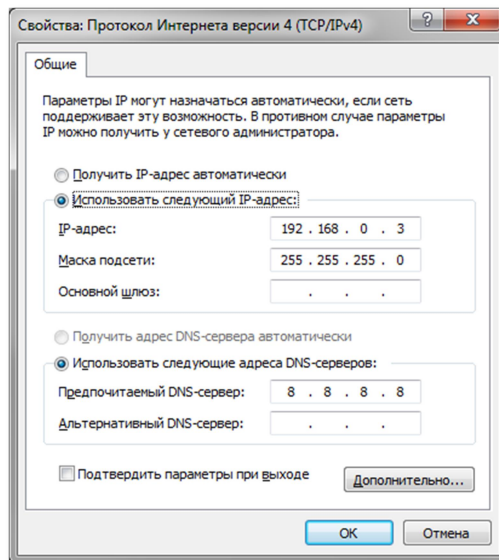 Свойства: Протокол Интернета версии 4 (TCP/IPv4)
Общие
Параметры IP могут назначаться автоматически, если сеть
поддерживает эту возможность. В противном случае параметры
IP можно получить у сетевого администратора.
Получить IP-адрес автоматически
Использовать следующий IP-адрес:
IP-адрес: 192 . 168 . 0 . 3
Маска подсети: 255 . 255 . 255 . 0
Основной шлюз: . . .
Получить адрес DNS-сервера автоматически
Использовать следующие адреса DNS-серверов:
Предпочитаемый DNS-сервер: 8 . 8 . 8 . 8
Альтернативный DNS-сервер: . . .
Подтвердить параметры при выходе
Дополнительно...
ОК Отмена